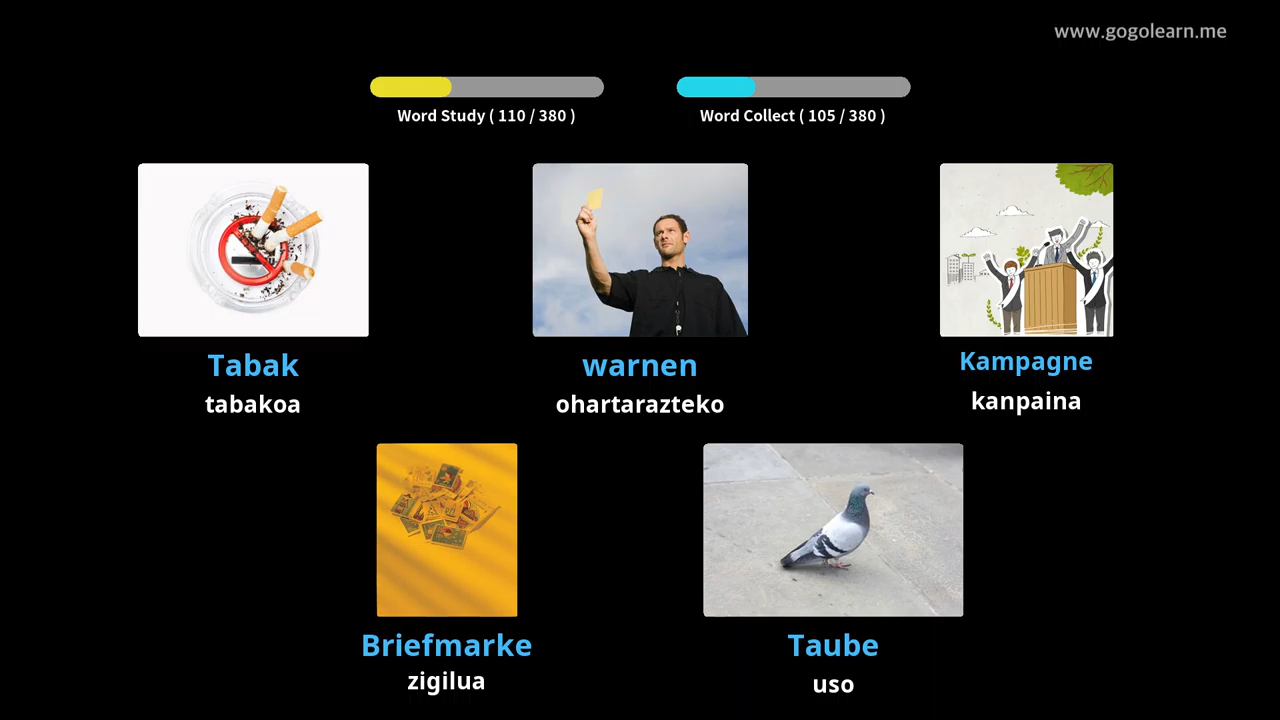 www.gogolearn.me
Word Study ( 110 / 380 )
Word Collect ( 105 / 380 )
Tabak
tabakoa
warnen
ohartarazteko
Kampagne
kanpaina
Briefmarke
zigilua
Taube
uso